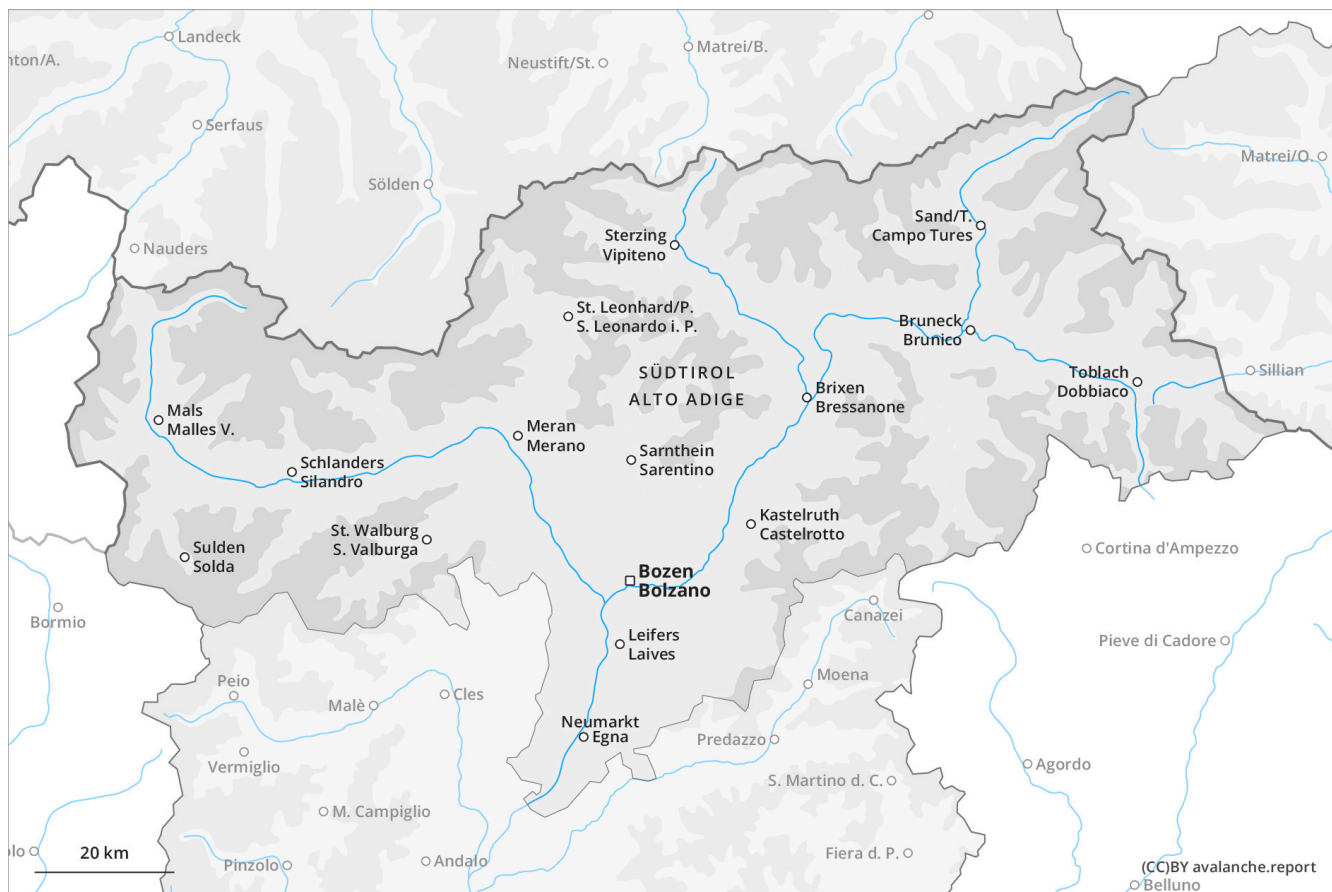 Landeck
nton/A.
Matrei/B.
Neustift/St.
Serfaus
Matrei/O.
Sölden
Sand/T.
Campo Tures
Sterzing
Vipiteno
Nauders
St. Leonhard/P.
S. Leonardo i. P.
Bruneck
Brunico
SÜDTIROL
ALTO ADIGE
Toblach
Dobbiaco
Sillian
Brixen
Bressanone
Mals
Malles V.
Meran
Merano
Schlanders
Silandro
Sarnthein
Sarentino
Kastelruth
Castelrotto
St. Walburg
S. Valburga
Sulden
Solda
Cortina d'Ampezzo
Bozen
Bolzano
Bormio
Canazei
Leifers
Laives
Pieve di Cadore
Peio
Moena
Malè
Cles
Neumarkt
Egna
Predazzo
Vermiglio
Agordo
S. Martino d. C.
M. Campiglio
olo
20 km
Pinzolo
Andalo
Fiera d. P.
(CC)BY avalanche.report
Belluno